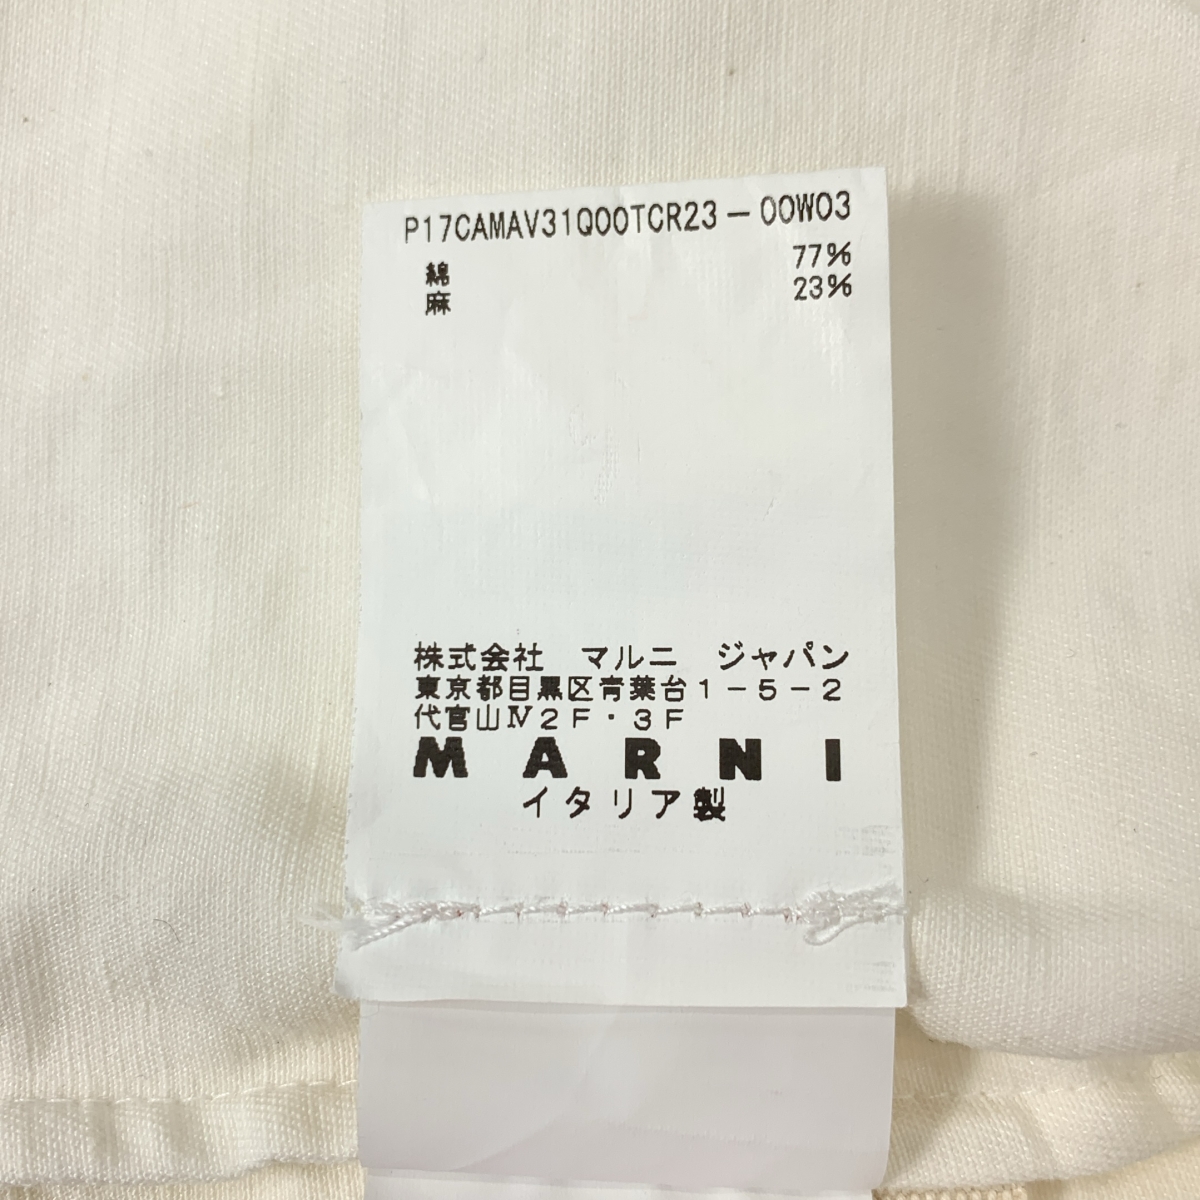 P17CAMAV31Q00TCR23-00W03
綿 77%
麻 23%
株式会社 マルニ ジャパン
東京都目黒区青葉台1-5-2
代官山Ⅳ2F・3F
MARNI
イタリア製